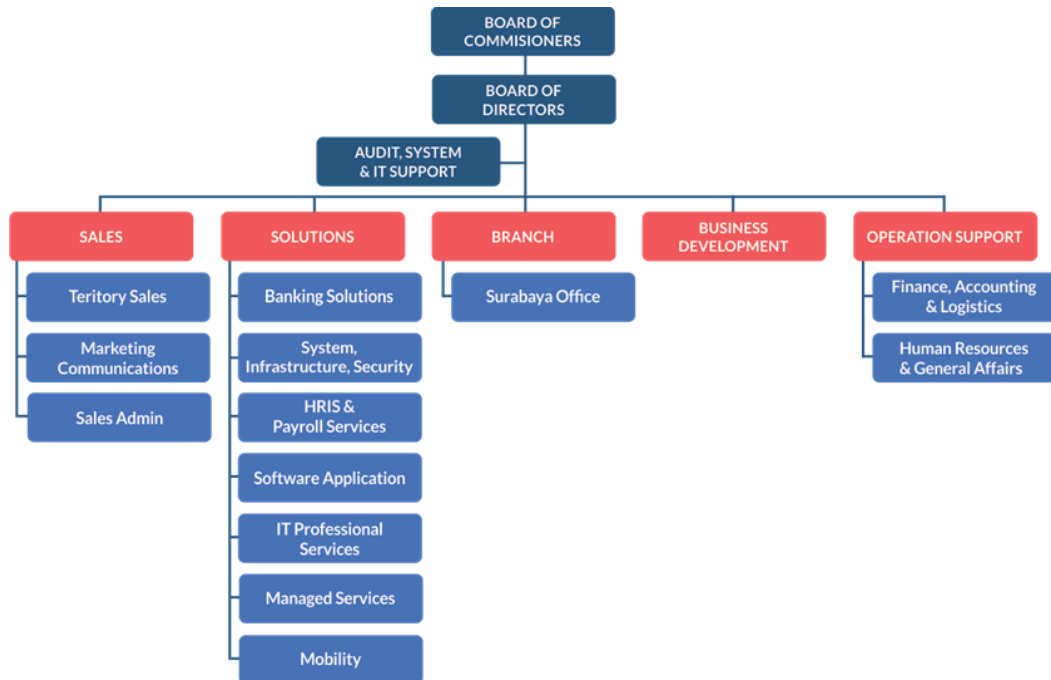 BOARD OF
COMMISIONERS
BOARD OF
DIRECTORS
AUDIT, SYSTEM
& IT SUPPORT
SALES
SOLUTIONS
BRANCH
BUSINESS
DEVELOPMENT
OPERATION SUPPORT
Teritory Sales
Marketing
Communications
Sales Admin
Banking Solutions
System,
Infrastructure, Security
HRIS &
Payroll Services
Software Application
IT Professional
Services
Managed Services
Mobility
Surabaya Office
Finance, Accounting
& Logistics
Human Resources
& General Affairs